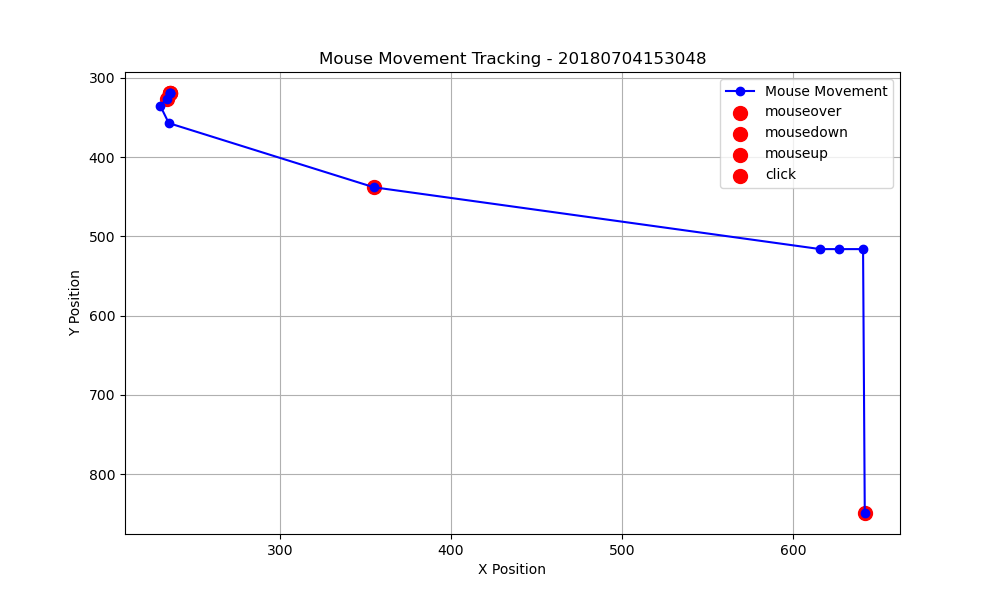 Mouse Movement Tracking - 20180704153048
Mouse Movement
mouseover
mousedown
mouseup
click
300
400
500
600
700
800
Y Position
300
400
500
600
X Position